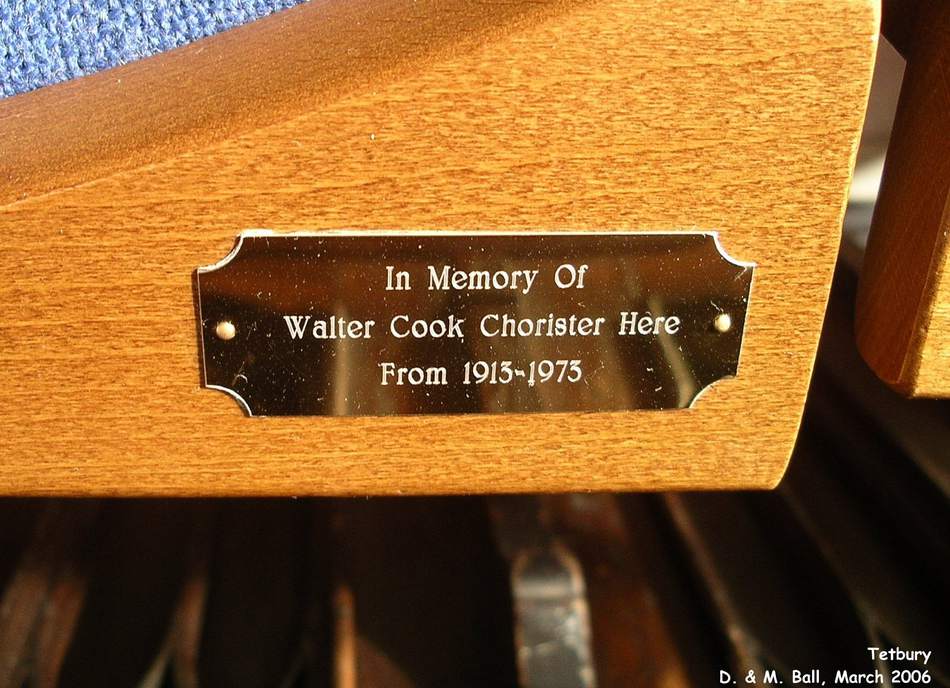 In Memory Of
Walter Cook Chorister Here
From 1913-1973
Tetbury
D. & M. Ball, March 2006